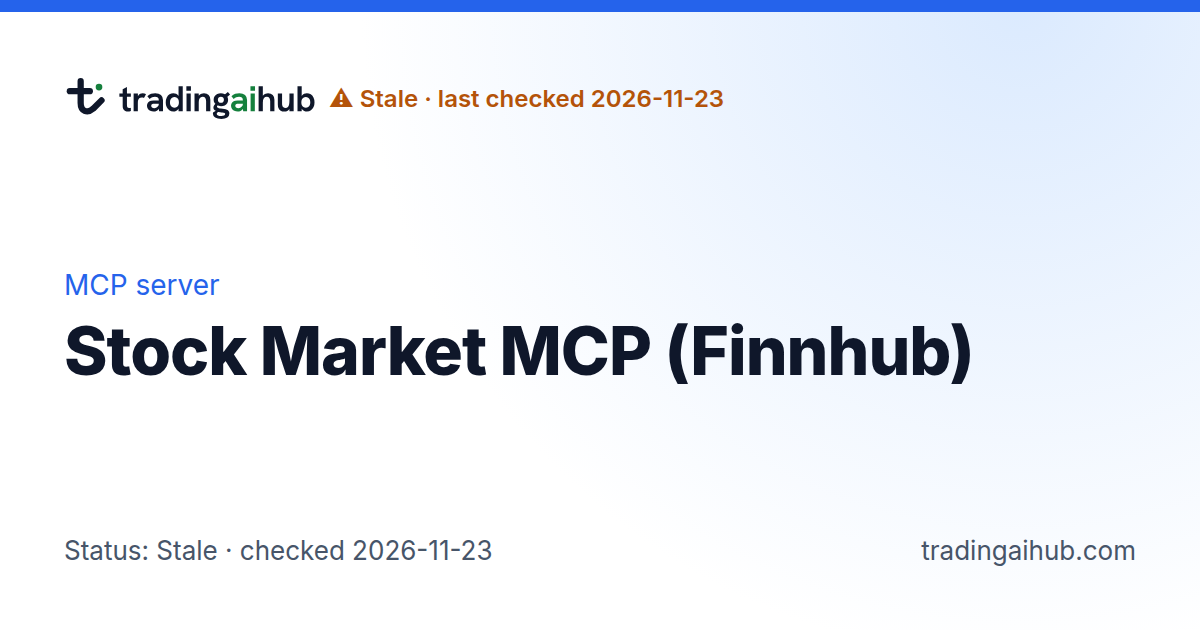 tradingaihub ⚠ Stale · last checked 2026-11-23
MCP server
Stock Market MCP (Finnhub)
Status: Stale · checked 2026-11-23
tradingaihub.com